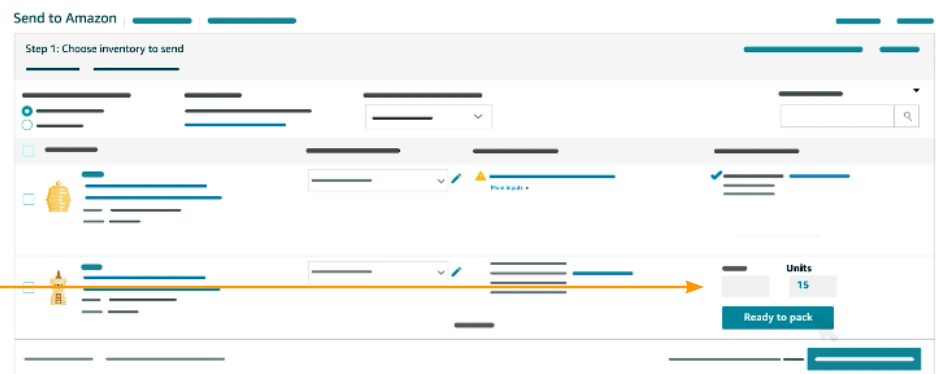 Send to Amazon
Step 1: Choose inventory to send
More inputs
Units
15
Ready to pack